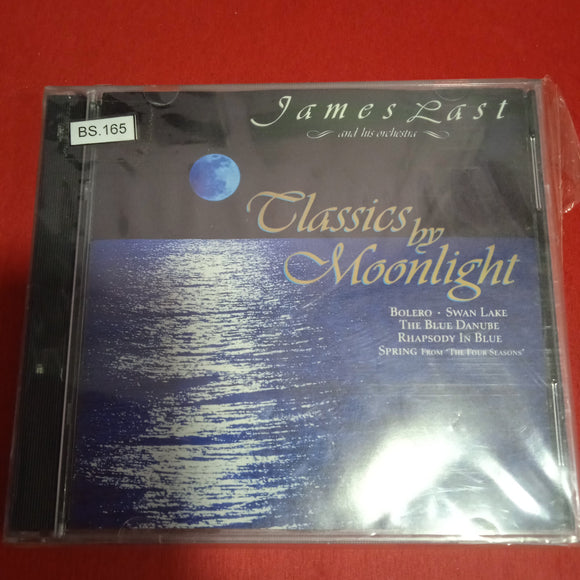 BS.165
James Last
and his orchestra
Classics
by
Moonlight
BOLERO · SWAN LAKE
THE BLUE DANUBE
RHAPSODY IN BLUE
SPRING FROM 'THE FOUR SEASONS'